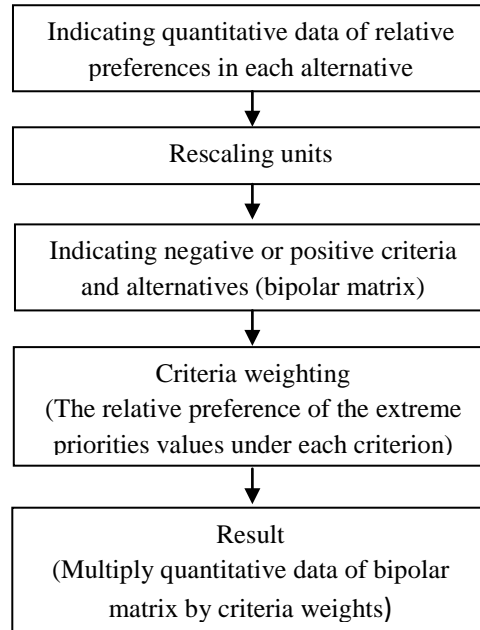 Indicating quantitative data of relative
preferences in each alternative
Rescaling units
Indicating negative or positive criteria
and alternatives (bipolar matrix)
Criteria weighting
(The relative preference of the extreme
priorities values under each criterion)
Result
(Multiply quantitative data of bipolar
matrix by criteria weights)